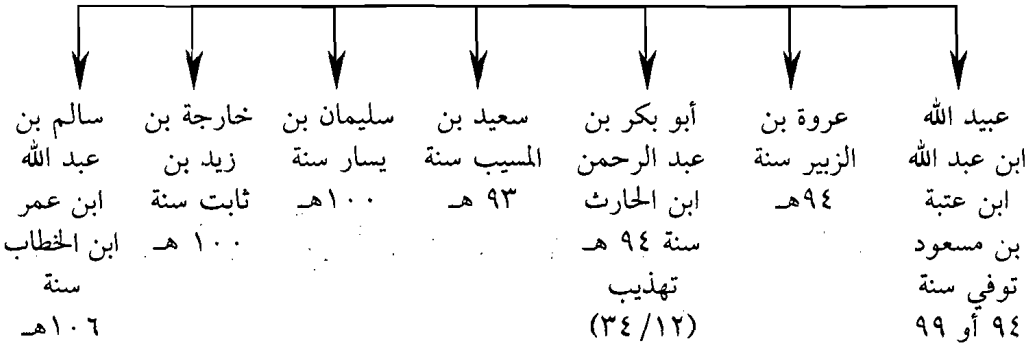 عبيد الله
ابن عبد الله
ابن عتبة
بن مسعود
توفي سنة
٩٤ أو ٩٩
عروة بن
الزبير سنة
٩٤هـ
أبو بكر بن
عبد الرحمن
ابن الحارث
سنة ٩٤ هـ
تهذيب
(٣٤/١٢)
سعيد بن
المسيب سنة
٩٣ هـ
سليمان بن
يسار سنة
١٠٠هـ
خارجة بن
زيد بن
ثابت سنة
١٠٠ هـ
سالم بن
عبد الله
ابن عمر
ابن الخطاب
سنة
١٠٦هـ